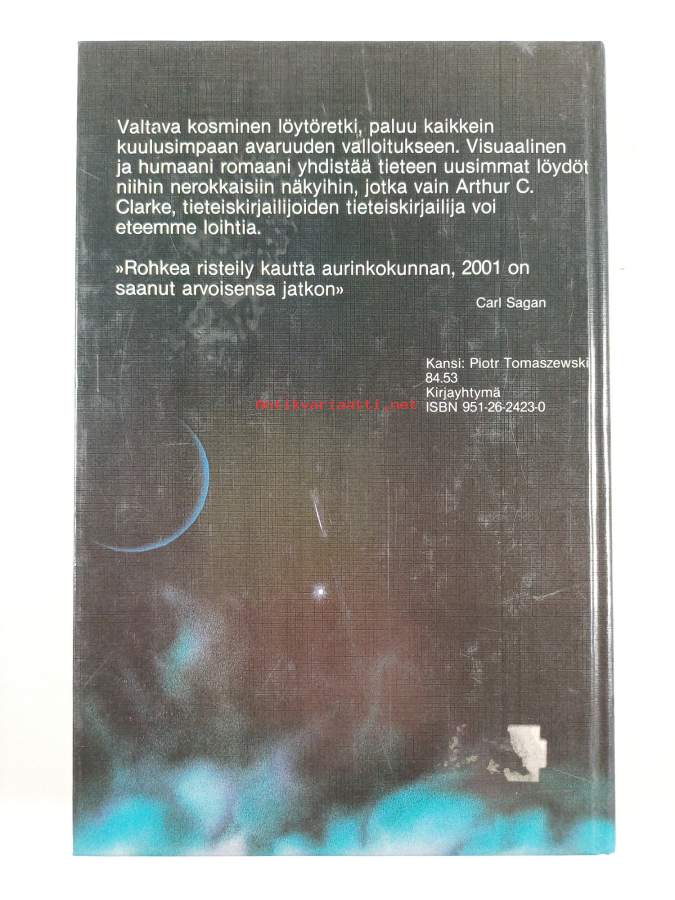 Valtava kosminen löytöretki, paluu kaikkein
kuulusimpaan avaruuden valloitukseen. Visuaalinen
ja humaani romaani yhdistää tieteen uusimmat löydöt
niihin nerokkaisiin näkyihin, jotka vain Arthur C.
Clarke, tieteiskirjailijoiden tieteiskirjailija voi
eteemme loihtia.
»Rohkea risteily kautta aurinkokunnan, 2001 on
saanut arvoisensa jatkon»
Carl Sagan
Kansi: Piotr Tomaszewski
84.53
Kirjayhtymä
antikvariaatti.net
ISBN 951-26-2423-0